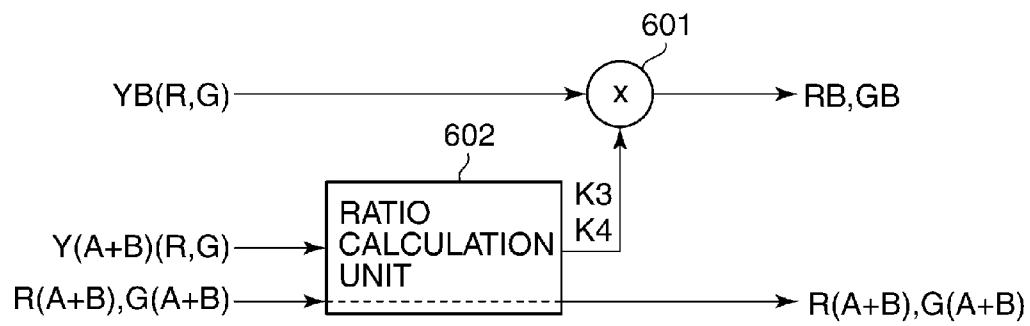 601
YB(R,G)
x
RB,GB
602
K3
K4
RATIO
CALCULATION
UNIT
Y(A+B)(R,G)
R(A+B),G(A+B)
R(A+B),G(A+B)